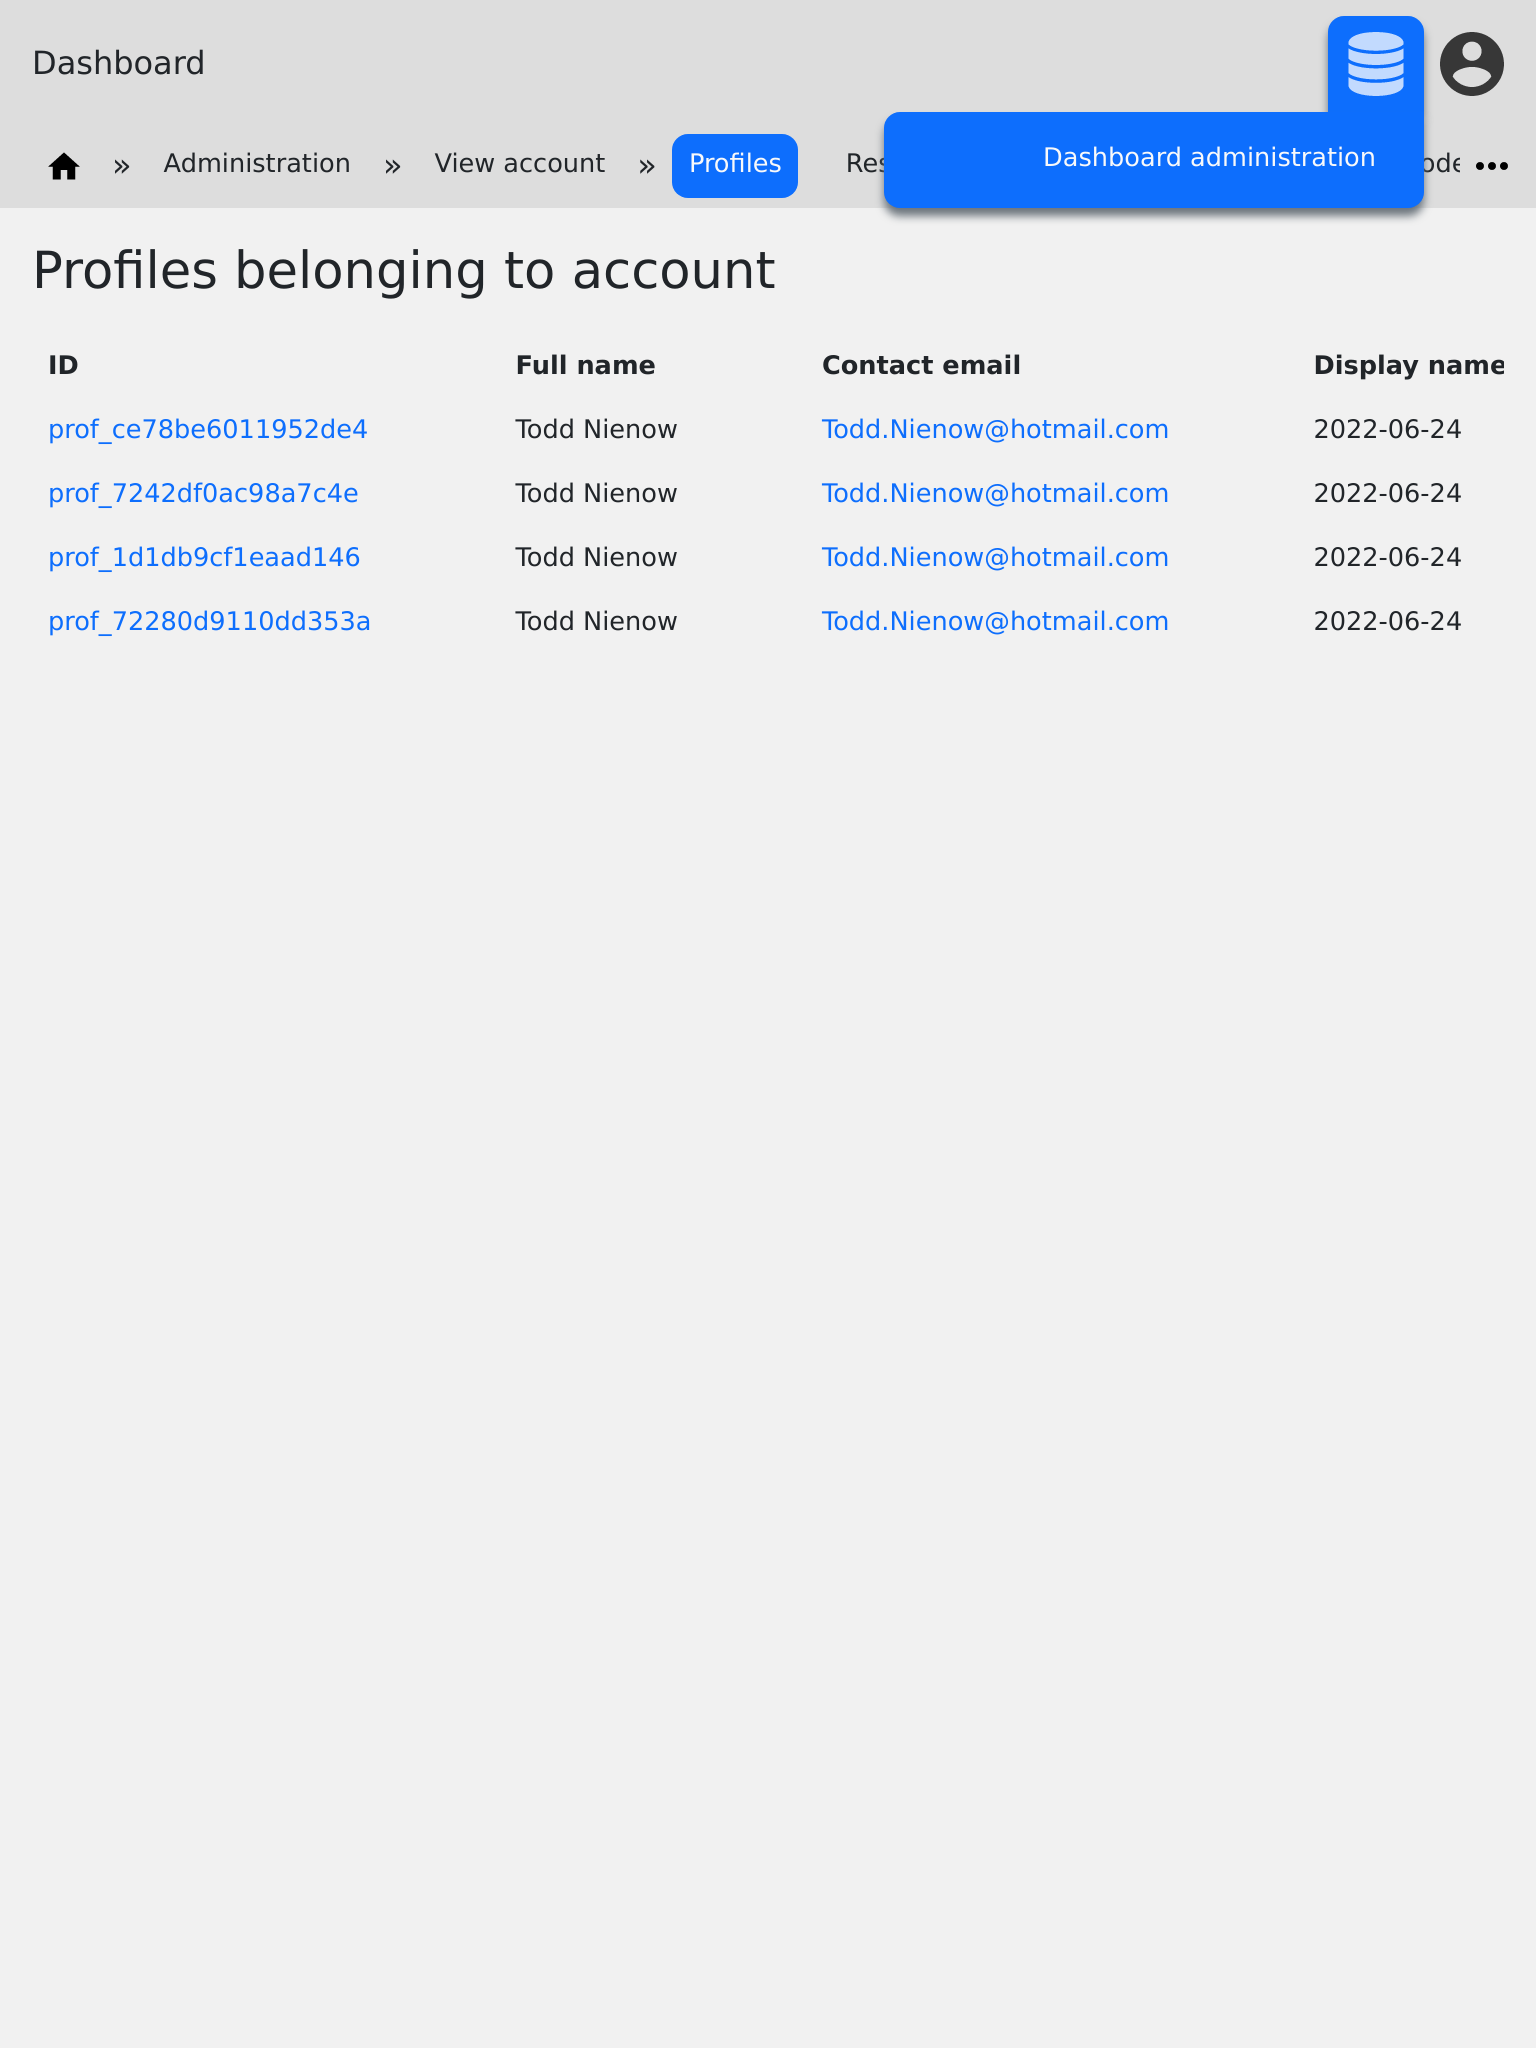 Dashboard
» Administration » View account » Profiles
Dashboard administration
Profiles belonging to account
ID Full name Contact email Display name
prof_ce78be6011952de4 Todd Nienow Todd.Nienow@hotmail.com 2022-06-24
prof_7242df0ac98a7c4e Todd Nienow Todd.Nienow@hotmail.com 2022-06-24
prof_1d1db9cf1eaad146 Todd Nienow Todd.Nienow@hotmail.com 2022-06-24
prof_72280d9110dd353a Todd Nienow Todd.Nienow@hotmail.com 2022-06-24